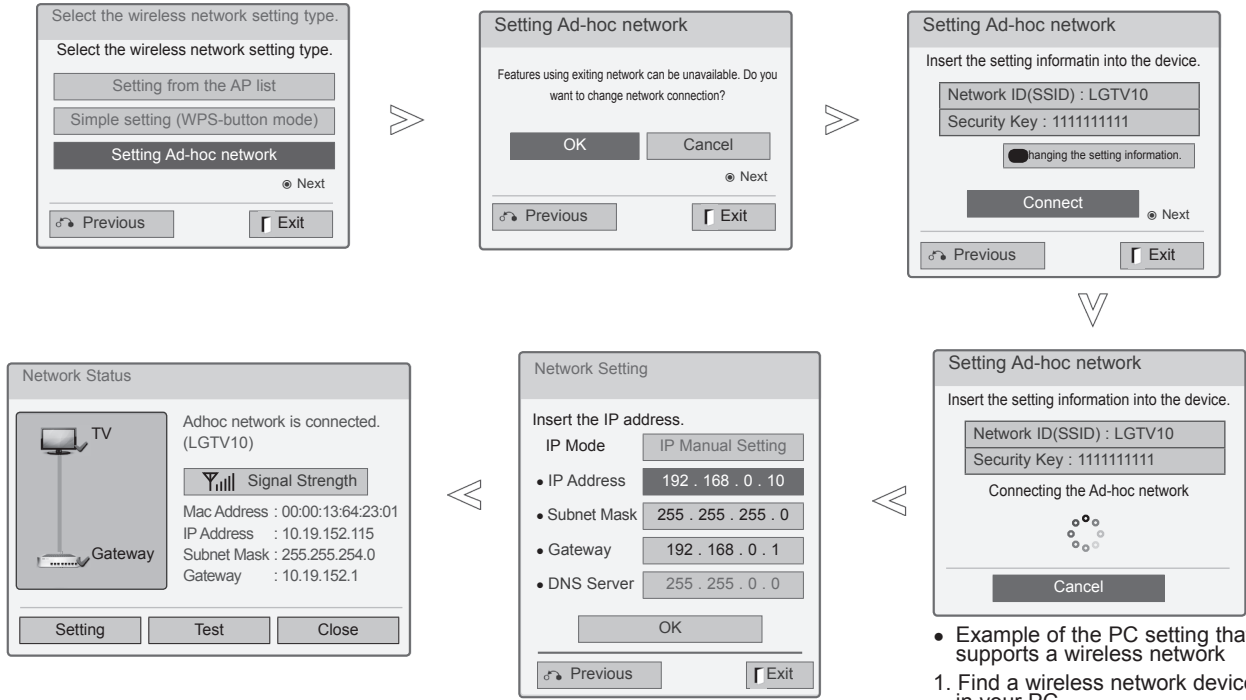 Select the wireless network setting type.
Select the wireless network setting type.
Setting from the AP list
Simple setting (WPS-button mode)
Setting Ad-hoc network
Next
Previous
Exit
Setting Ad-hoc network
Features using exiting network can be unavailable. Do you
want to change network connection?
OK Cancel
Next
Previous
Exit
Setting Ad-hoc network
Insert the setting informatin into the device.
Network ID(SSID) : LGTV10
Security Key : 1111111111
hanging the setting information.
Connect
Next
Previous
Exit
Setting Ad-hoc network
Insert the setting information into the device.
Network ID(SSID) : LGTV10
Security Key : 1111111111
Connecting the Ad-hoc network
Cancel
Network Setting
Insert the IP address.
IP Mode IP Manual Setting
• IP Address 192 . 168 . 0 . 10
• Subnet Mask 255 . 255 . 255 . 0
• Gateway 192 . 168 . 0 . 1
• DNS Server 255 . 255 . 0 . 0
OK
Previous
Exit
Network Status
TV
Gateway
Adhoc network is connected.
(LGTV10)
Signal Strength
Mac Address : 00:00:13:64:23:01
IP Address : 10.19.152.115
Subnet Mask : 255.255.254.0
Gateway : 10.19.152.1
Setting Test Close
• Example of the PC setting tha
supports a wireless network
1. Find a wireless network device